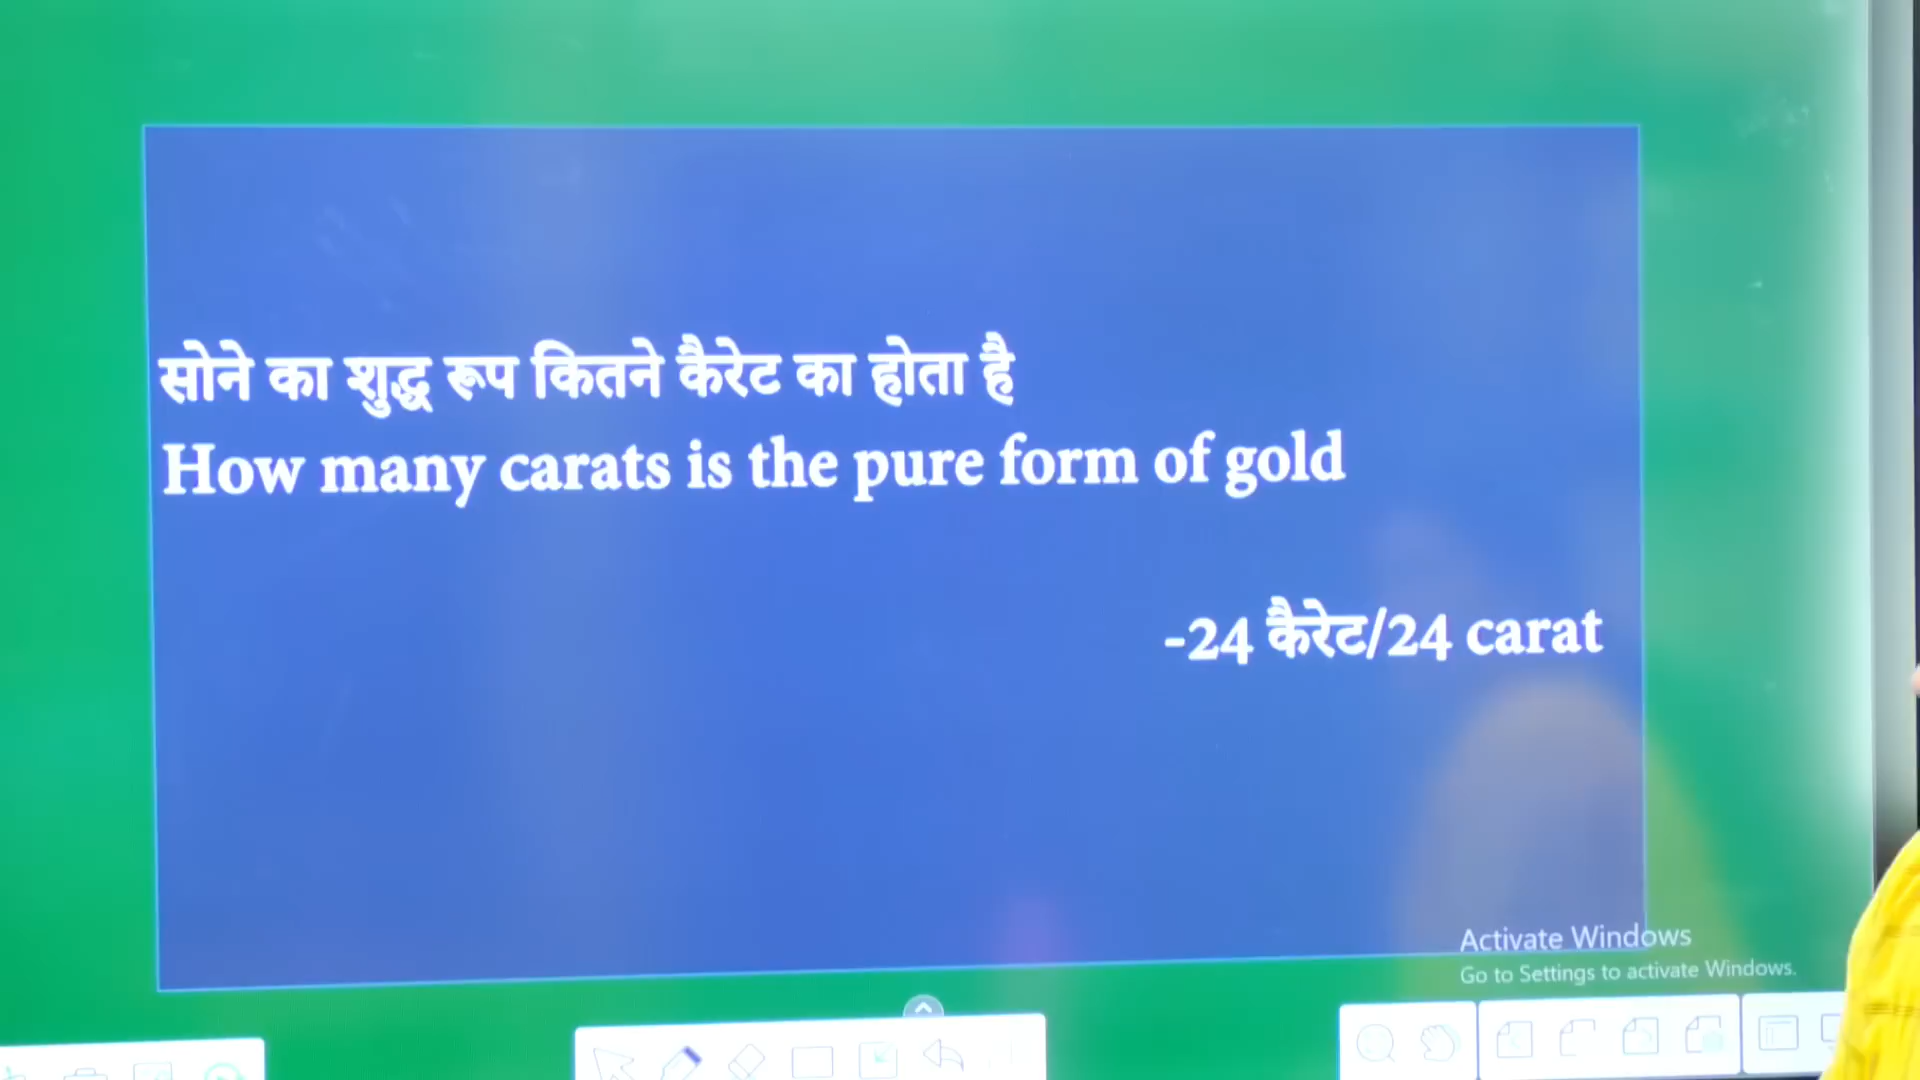 सोने का शुद्ध रूप कितने कैरेट का होता है
How many carats is the pure form of gold
-24 कैरेट/24 carat
Activate Windows
Go to Settings to activate Windows.